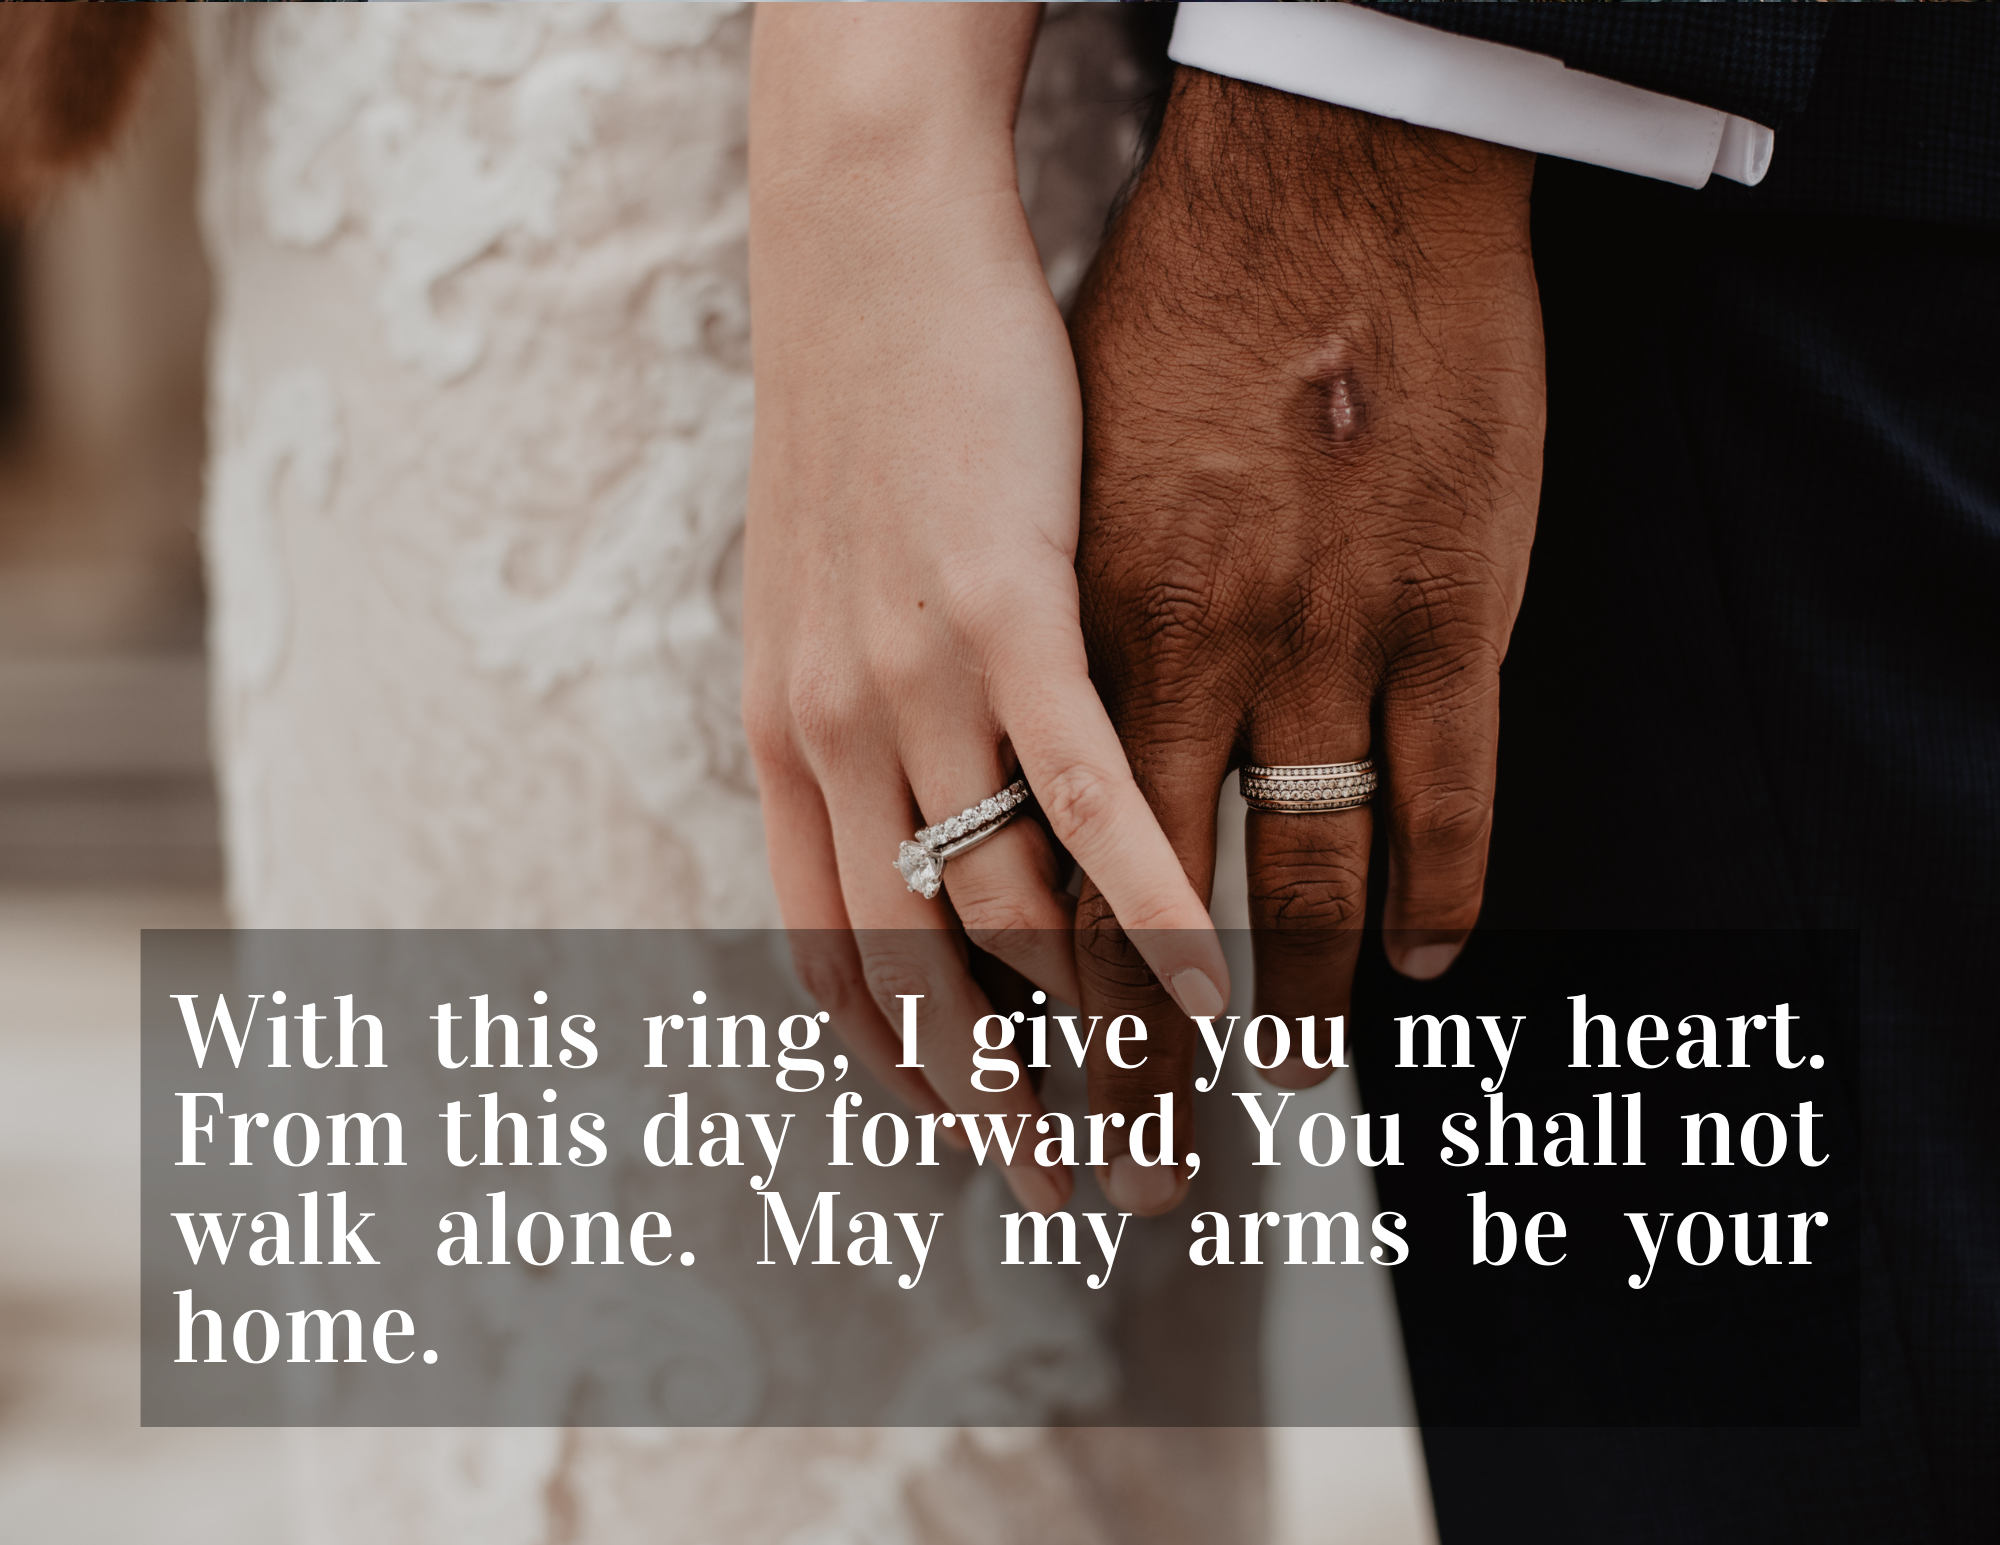 With this ring, I give you my heart.
From this day forward, You shall not
walk alone. May my arms be your
home.